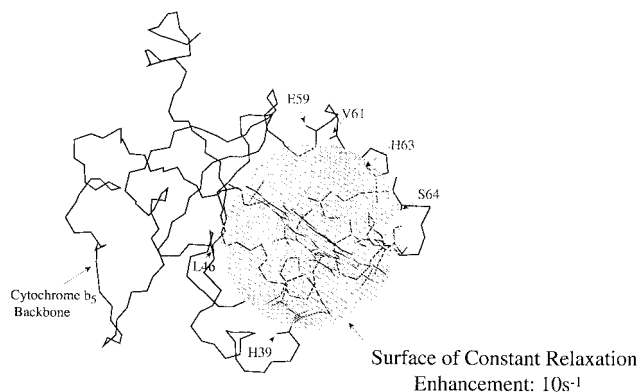 E59
V61
H63
S64
L46
Cytochrome b5
Backbone
H39
Surface of Constant Relaxation
Enhancement: 10s-1